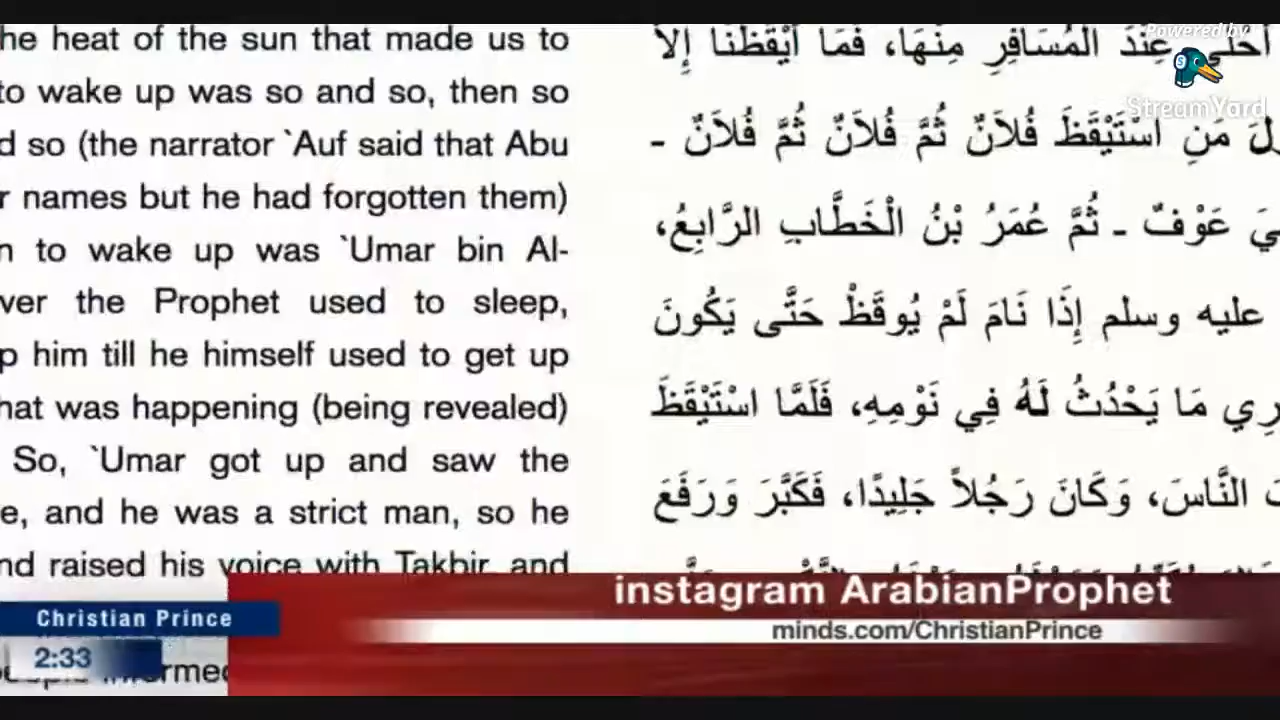 he heat of the sun that made us to
to wake up was so and so, then so
d so (the narrator `Auf said that Abu
r names but he had forgotten them)
n to wake up was `Umar bin Al-
ver the Prophet used to sleep,
p him till he himself used to get up
hat was happening (being revealed)
So, `Umar got up and saw the
e, and he was a strict man, so he
nd raised his voice with Takbir, and
أَحْلَى عِنْدَ الْمُسَافِرِ مِنْهَا، فَمَا أَيْقَظَنَا إِلاَّ
مَنِ اسْتَيْقَظَ فُلاَنٌ ثُمَّ فُلاَنٌ ثُمَّ فُلاَنٌ ـ
عَوْفٌ ـ ثُمَّ عُمَرُ بْنُ الْخَطَّابِ الرَّابِعُ،
عليه وسلم إِذَا نَامَ لَمْ يُوقَظْ حَتَّى يَكُونَ
مَا يَحْدُثُ لَهُ فِي نَوْمِهِ، فَلَمَّا اسْتَيْقَظَ
النَّاسَ، وَكَانَ رَجُلاً جَلِيدًا، فَكَبَّرَ وَرَفَعَ
Powered by
StreamYard
instagram ArabianProphet
minds.com/ChristianPrince
Christian Prince
2:33